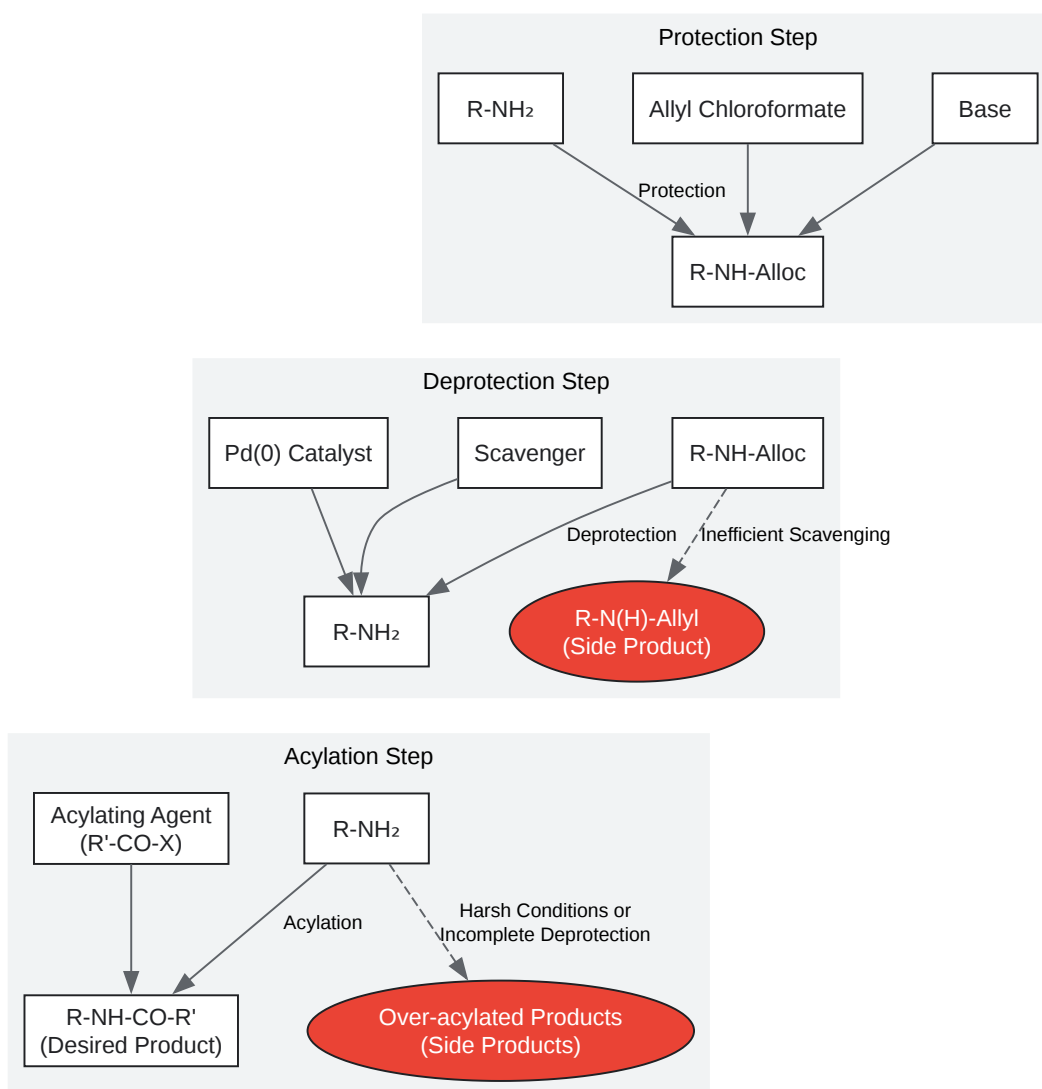 Protection Step
R-NH₂
Allyl Chloroformate
Base
Protection
R-NH-Alloc
Deprotection Step
Pd(0) Catalyst
Scavenger
R-NH-Alloc
Deprotection
Inefficient Scavenging
R-NH₂
R-N(H)-Allyl
(Side Product)
Acylation Step
Acylating Agent
(R'-CO-X)
R-NH₂
Acylation
Harsh Conditions or
Incomplete Deprotection
R-NH-CO-R'
(Desired Product)
Over-acylated Products
(Side Products)